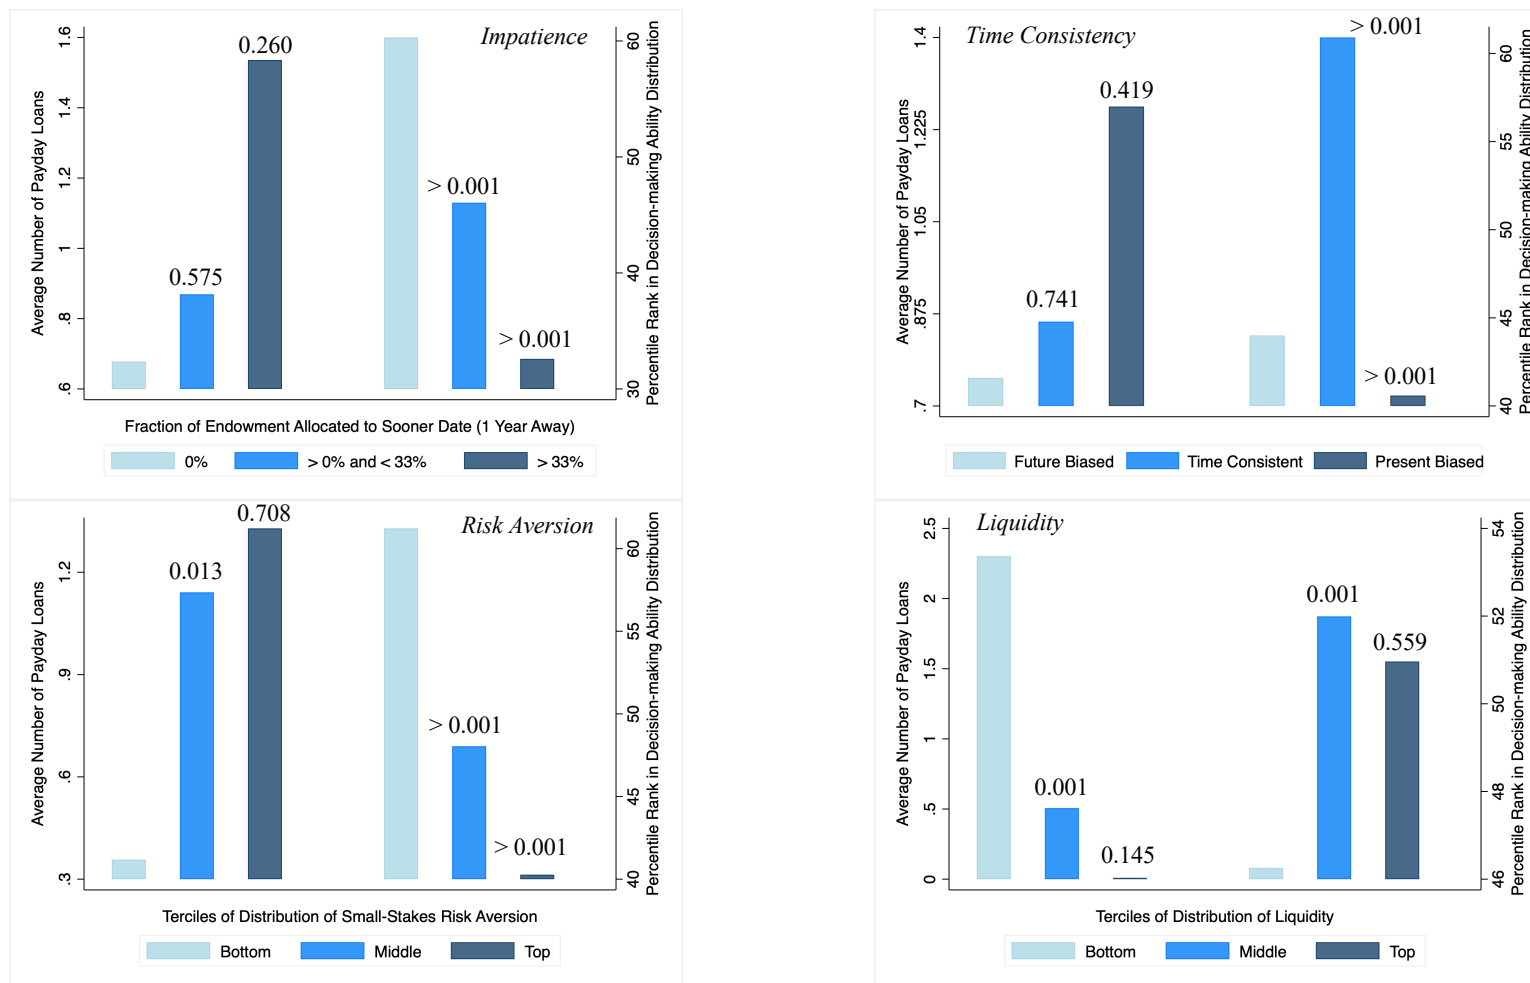 Impatience
Average Number of Payday Loans
1.6
1.4
1.2
1
.8
.6
0.575
0.260
> 0.001
> 0.001
60
50
40
30
Percentile Rank in Decision-making Ability Distribution
Fraction of Endowment Allocated to Sooner Date (1 Year Away)
0% > 0% and < 33% > 33%
Time Consistency
Average Number of Payday Loans
1.4
1.225
1.05
.875
.7
0.741
0.419
> 0.001
> 0.001
60
55
50
45
40
Percentile Rank in Decision-making Ability Distribution
Future Biased Time Consistent Present Biased
Risk Aversion
Average Number of Payday Loans
1.2
.9
.6
.3
0.013
0.708
> 0.001
> 0.001
60
55
50
45
40
Percentile Rank in Decision-making Ability Distribution
Terciles of Distribution of Small-Stakes Risk Aversion
Bottom Middle Top
Liquidity
Average Number of Payday Loans
2.5
2
1.5
1
.5
0
0.001
0.145
0.001
0.559
54
52
50
48
46
Percentile Rank in Decision-making Ability Distribution
Terciles of Distribution of Liquidity
Bottom Middle Top